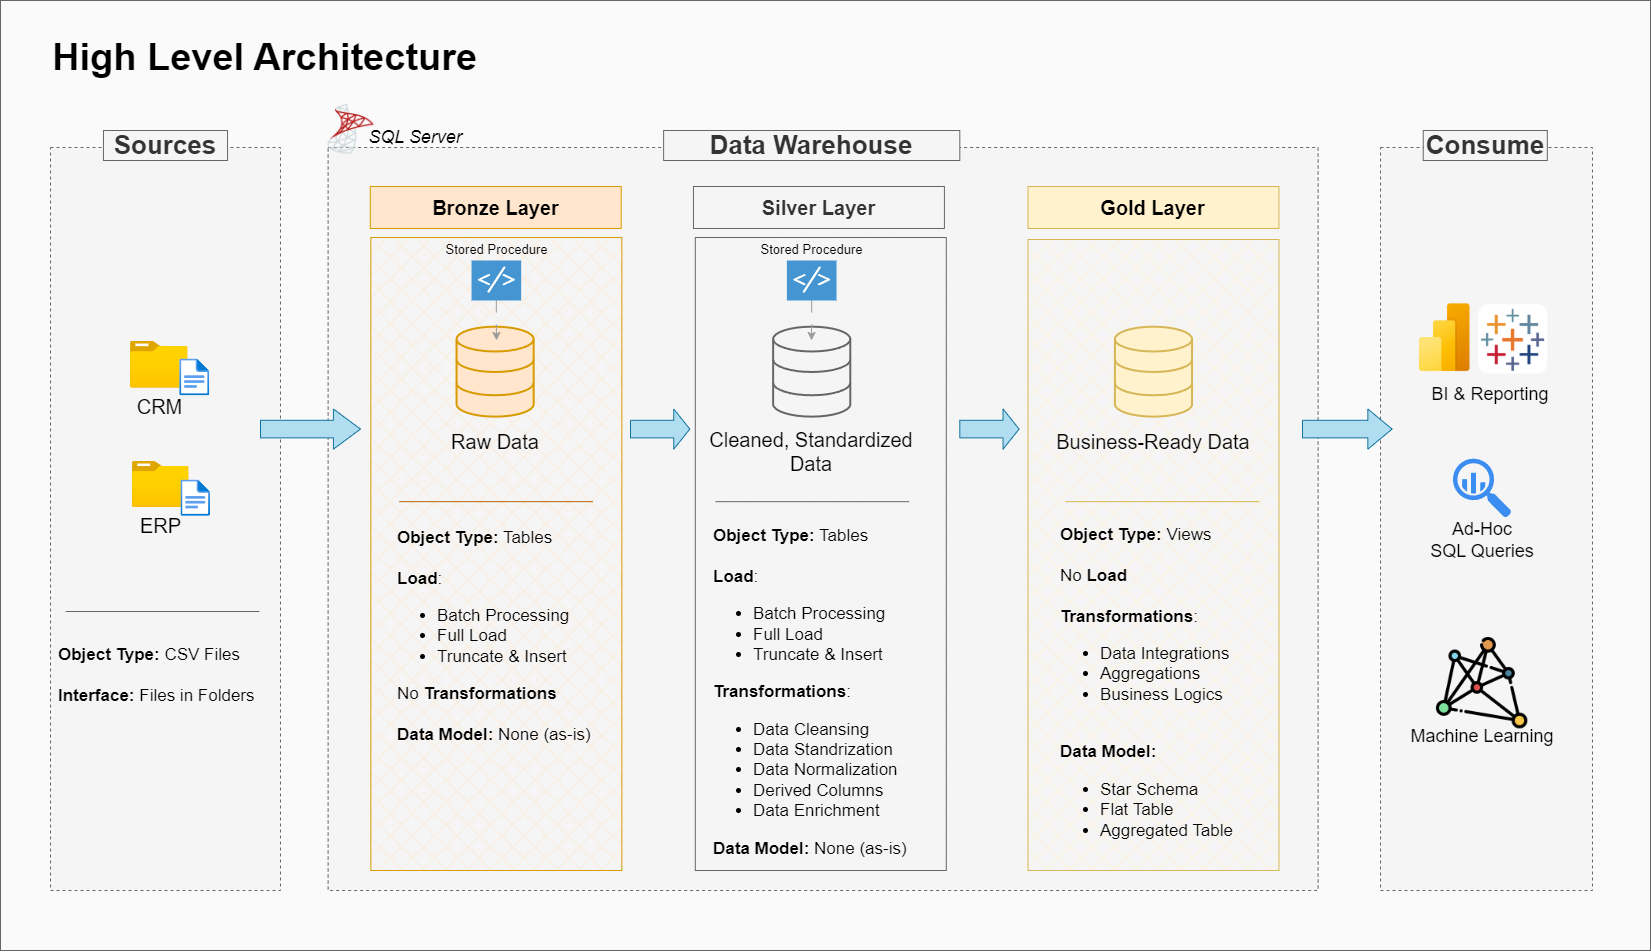 High Level Architecture
Sources
CRM
ERP
Object Type: CSV Files
Interface: Files in Folders
SQL Server
Data Warehouse
Bronze Layer
Stored Procedure
</>
Raw Data
Object Type: Tables
Load:
• Batch Processing
• Full Load
• Truncate & Insert
No Transformations
Data Model: None (as-is)
Silver Layer
Stored Procedure
</>
Cleaned, Standardized
Data
Object Type: Tables
Load:
• Batch Processing
• Full Load
• Truncate & Insert
Transformations:
• Data Cleansing
• Data Standrization
• Data Normalization
• Derived Columns
• Data Enrichment
Data Model: None (as-is)
Gold Layer
Business-Ready Data
Object Type: Views
No Load
Transformations:
• Data Integrations
• Aggregations
• Business Logics
Data Model:
• Star Schema
• Flat Table
• Aggregated Table
Consume
BI & Reporting
Ad-Hoc
SQL Queries
Machine Learning